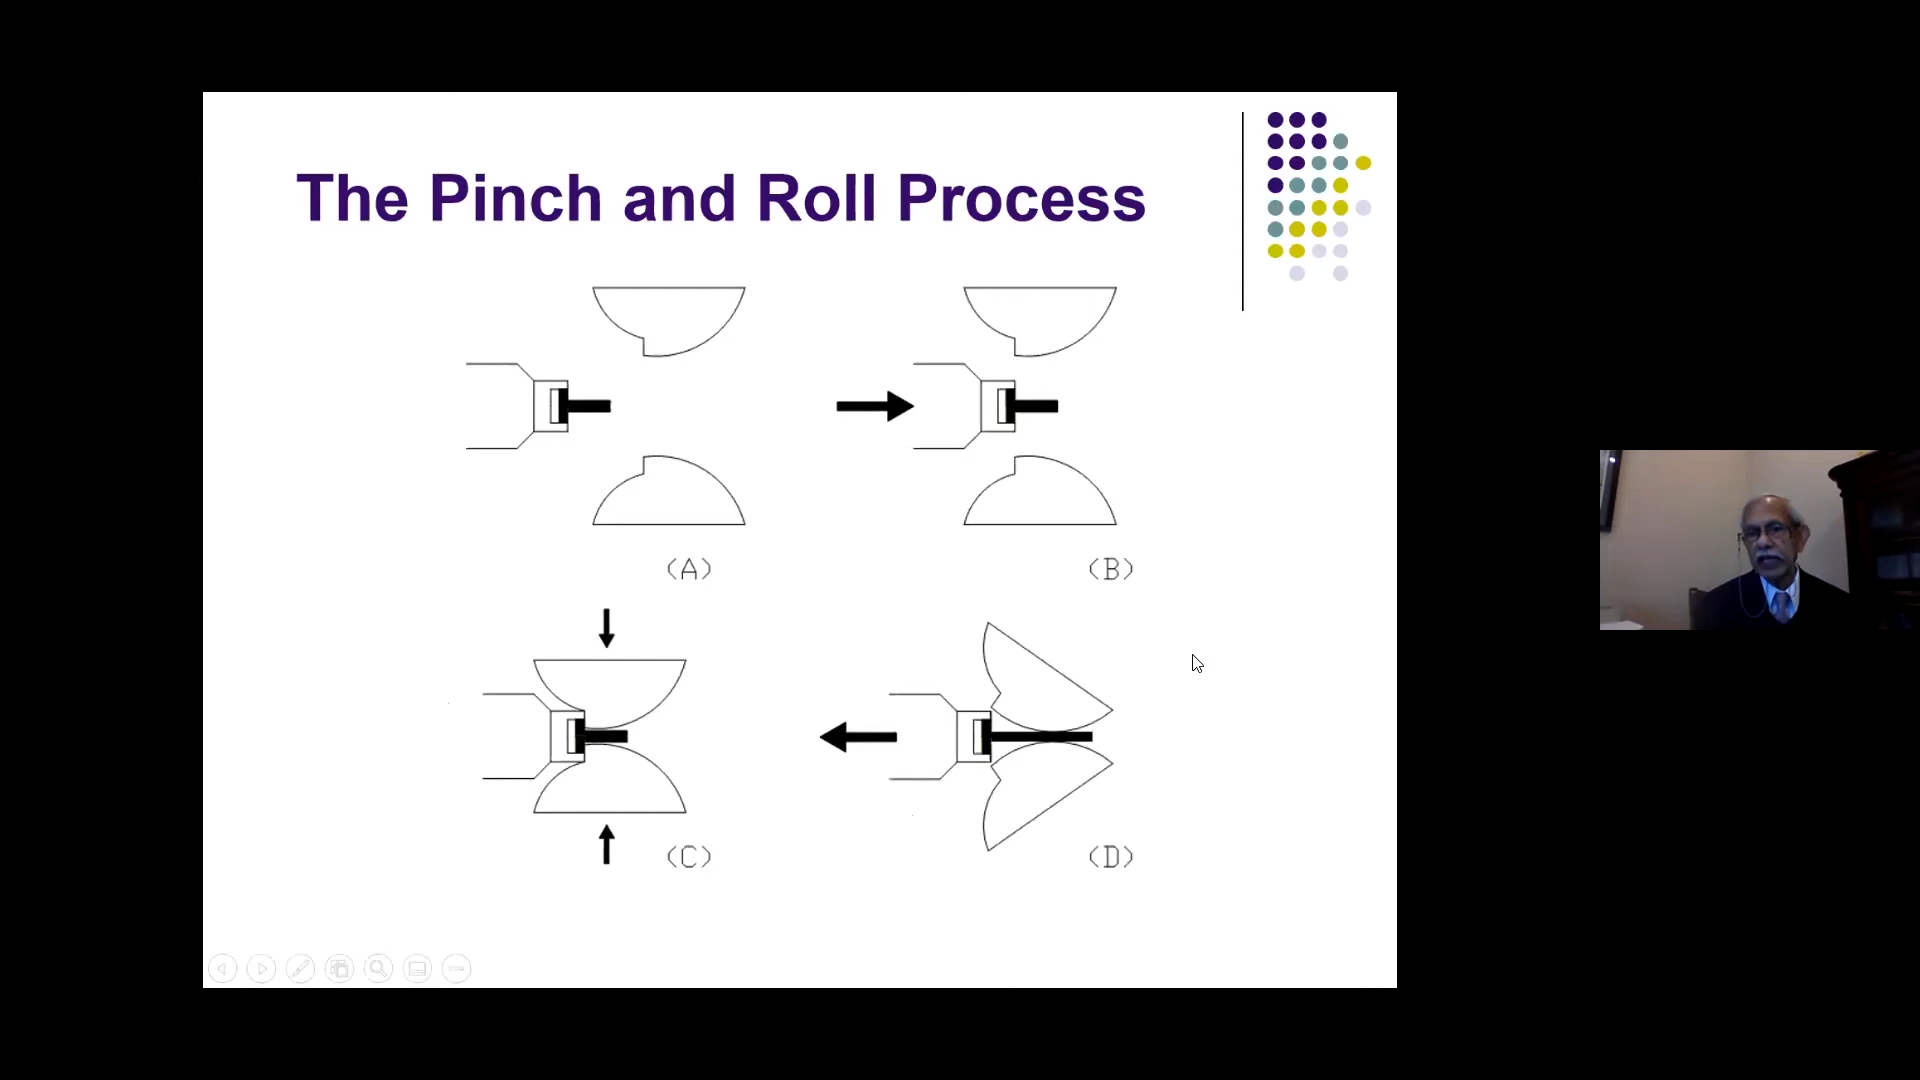 The Pinch and Roll Process
(A)
(B)
(C)
(D)